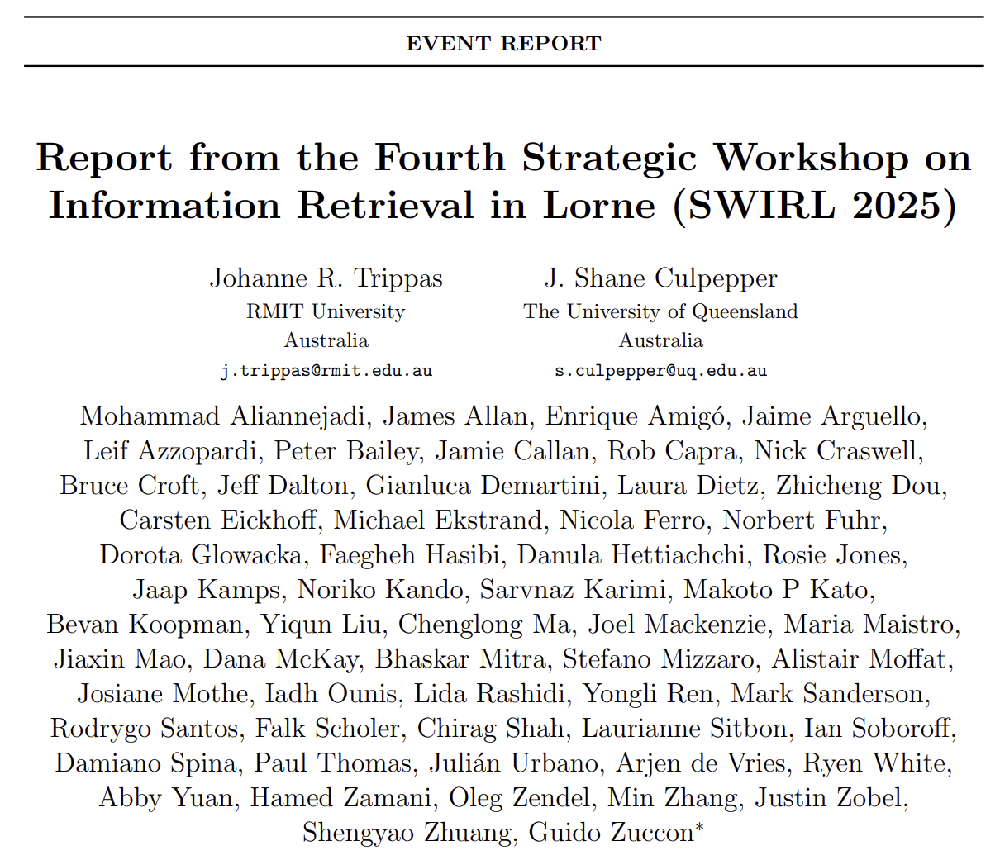 EVENT REPORT
Report from the Fourth Strategic Workshop on
Information Retrieval in Lorne (SWIRL 2025)
Johanne R. Trippas
RMIT University
Australia
j.trippas@rmit.edu.au
J. Shane Culpepper
The University of Queensland
Australia
s.culpepper@uq.edu.au
Mohammad Aliannejadi, James Allan, Enrique Amigó, Jaime Arguello,
Leif Azzopardi, Peter Bailey, Jamie Callan, Rob Capra, Nick Craswell,
Bruce Croft, Jeff Dalton, Gianluca Demartini, Laura Dietz, Zhicheng Dou,
Carsten Eickhoff, Michael Ekstrand, Nicola Ferro, Norbert Fuhr,
Dorota Glowacka, Faegheh Hasibi, Danula Hettiachchi, Rosie Jones,
Jaap Kamps, Noriko Kando, Sarvnaz Karimi, Makoto P Kato,
Bevan Koopman, Yiqun Liu, Chenglong Ma, Joel Mackenzie, Maria Maistro,
Jiaxin Mao, Dana McKay, Bhaskar Mitra, Stefano Mizzaro, Alistair Moffat,
Josiane Mothe, Iadh Ounis, Lida Rashidi, Yongli Ren, Mark Sanderson,
Rodrygo Santos, Falk Scholer, Chirag Shah, Laurianne Sitbon, Ian Soboroff,
Damiano Spina, Paul Thomas, Julián Urbano, Arjen de Vries, Ryen White,
Abby Yuan, Hamed Zamani, Oleg Zendel, Min Zhang, Justin Zobel,
Shengyao Zhuang, Guido Zuccon*